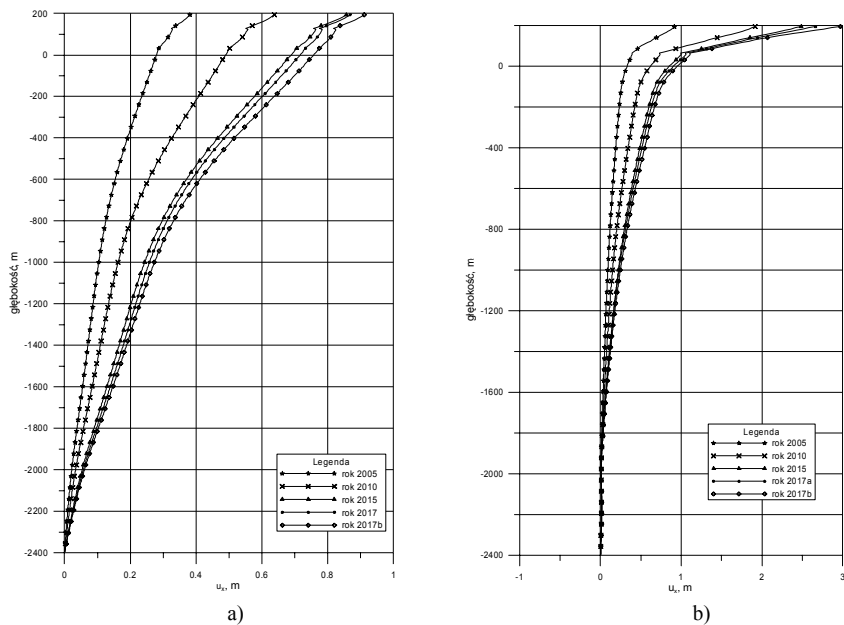 200
0
-200
-400
-600
-800
-1000
-1200
-1400
-1600
-1800
-2000
-2200
-2400
głębokość, m
0
0.2
0.4
0.6
0.8
1
uₓ, m
Legenda
rok 2005
rok 2010
rok 2015
rok 2017
rok 2017b
a)
0
-400
-800
-1200
-1600
-2000
-2400
głębokość, m
-1
0
1
2
3
uₓ, m
Legenda
rok 2005
rok 2010
rok 2015
rok 2017a
rok 2017b
b)